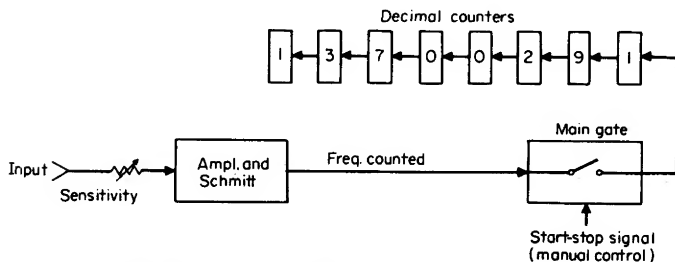 Decimal counters
1 3 7 0 0 2 9 1
Main gate
Input
Sensitivity
Ampl. and
Schmitt
Freq. counted
Start-stop signal
(manual control)